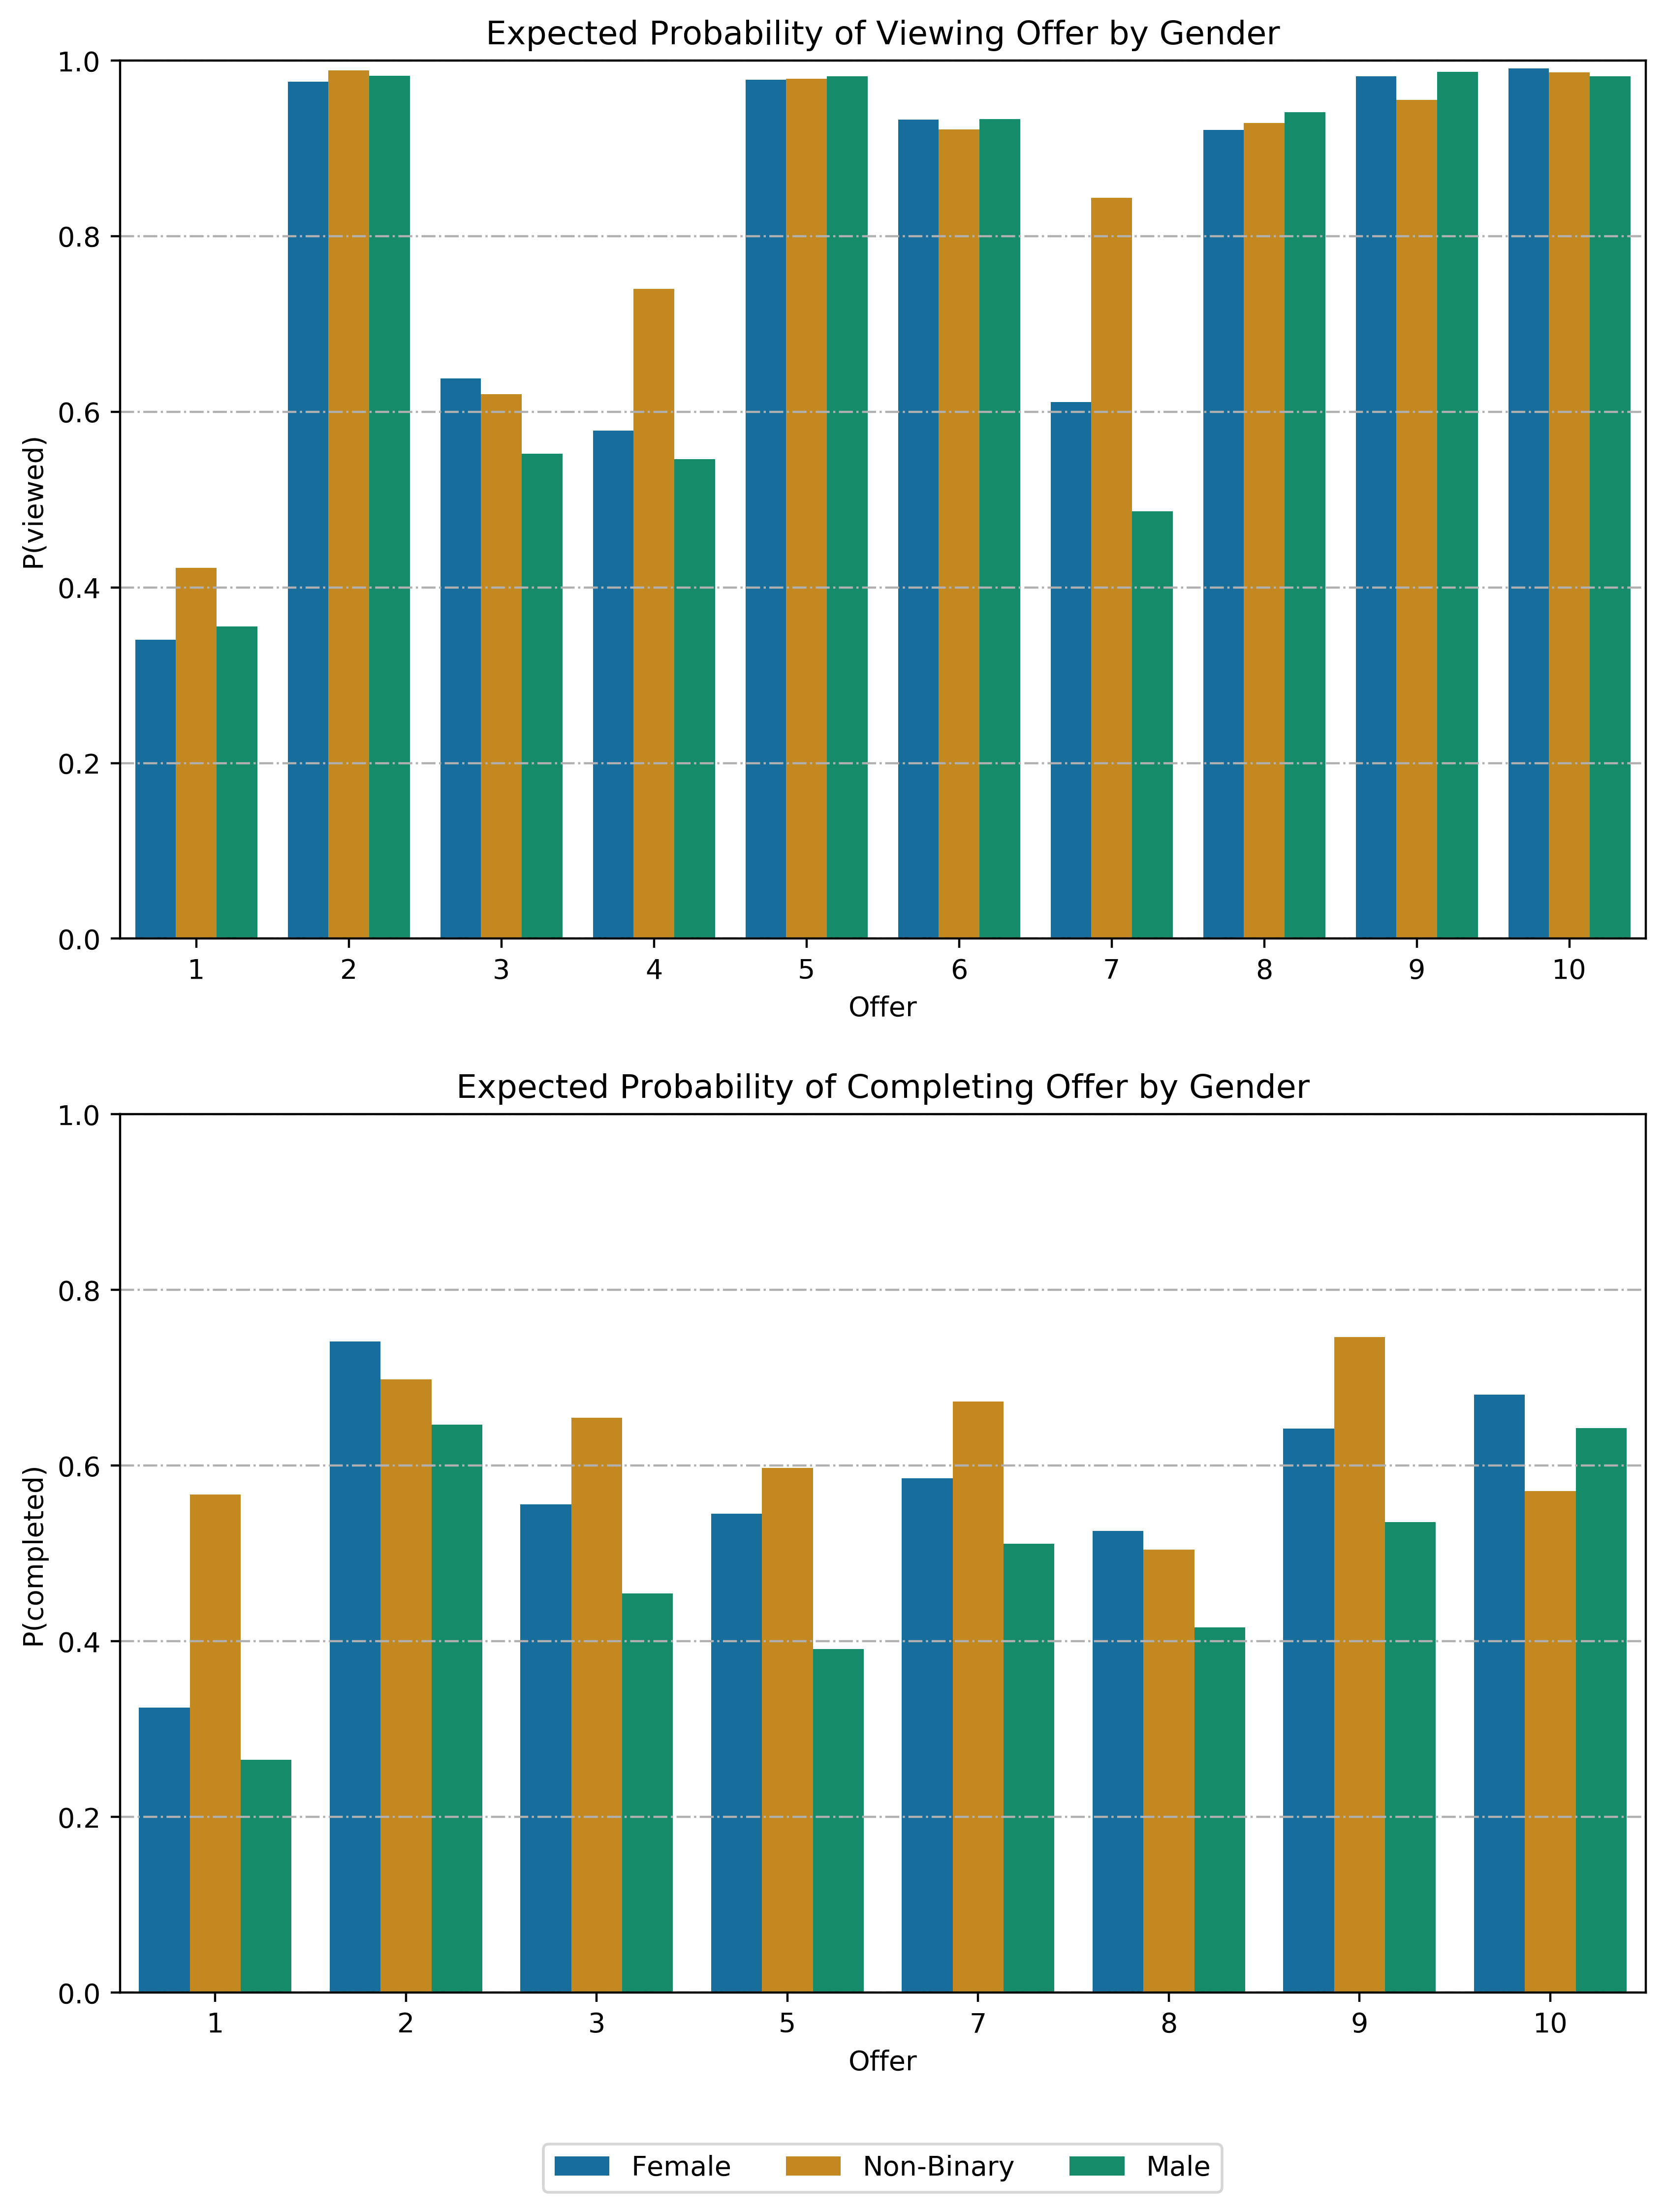 Expected Probability of Viewing Offer by Gender
1.0
0.8
0.6
0.4
0.2
0.0
P(viewed)
1 2 3 4 5 6 7 8 9 10
Offer
Expected Probability of Completing Offer by Gender
1.0
0.8
0.6
0.4
0.2
0.0
P(completed)
1 2 3 5 7 8 9 10
Offer
Female Non-Binary Male